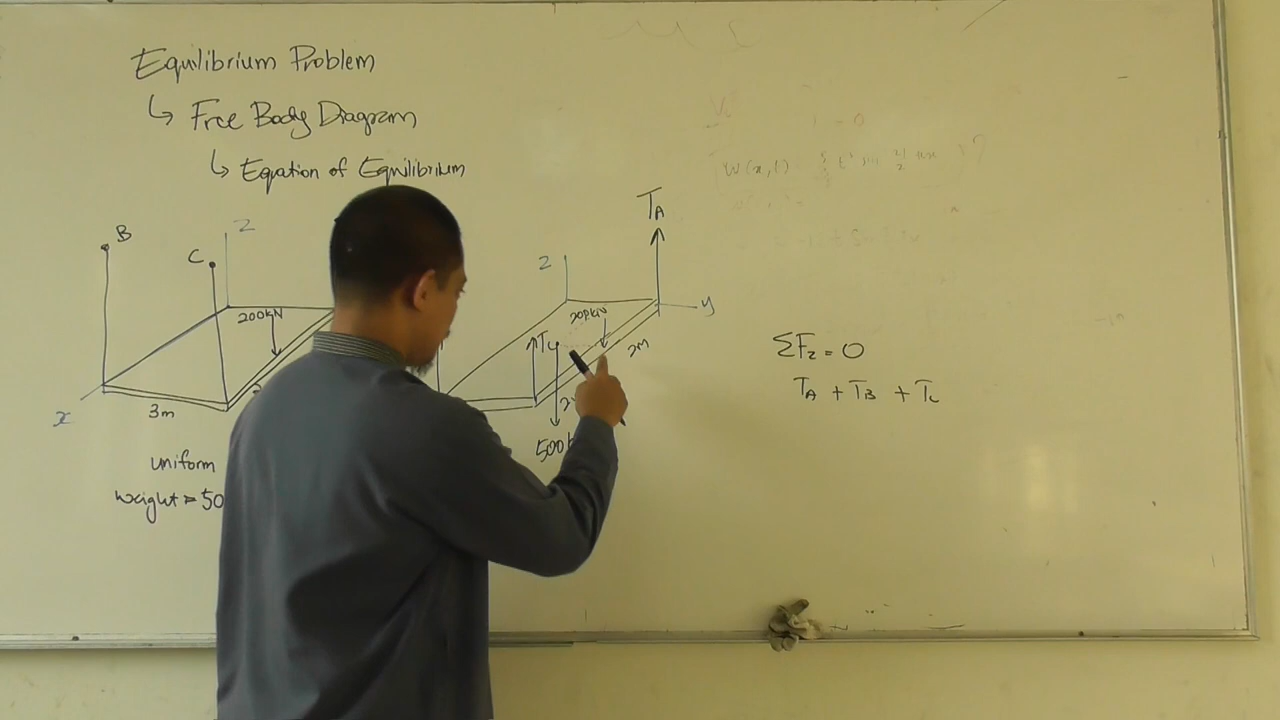 Equilibrium Problem
↳ Free Body Diagram
↳ Equation of Equilibrium
B
C
z
200kN
x
3m
uniform
weight = 50
T_A
z
y
200kN
T_C
2m
500
ΣF_z = 0
T_A + T_B + T_C
W(x,t)